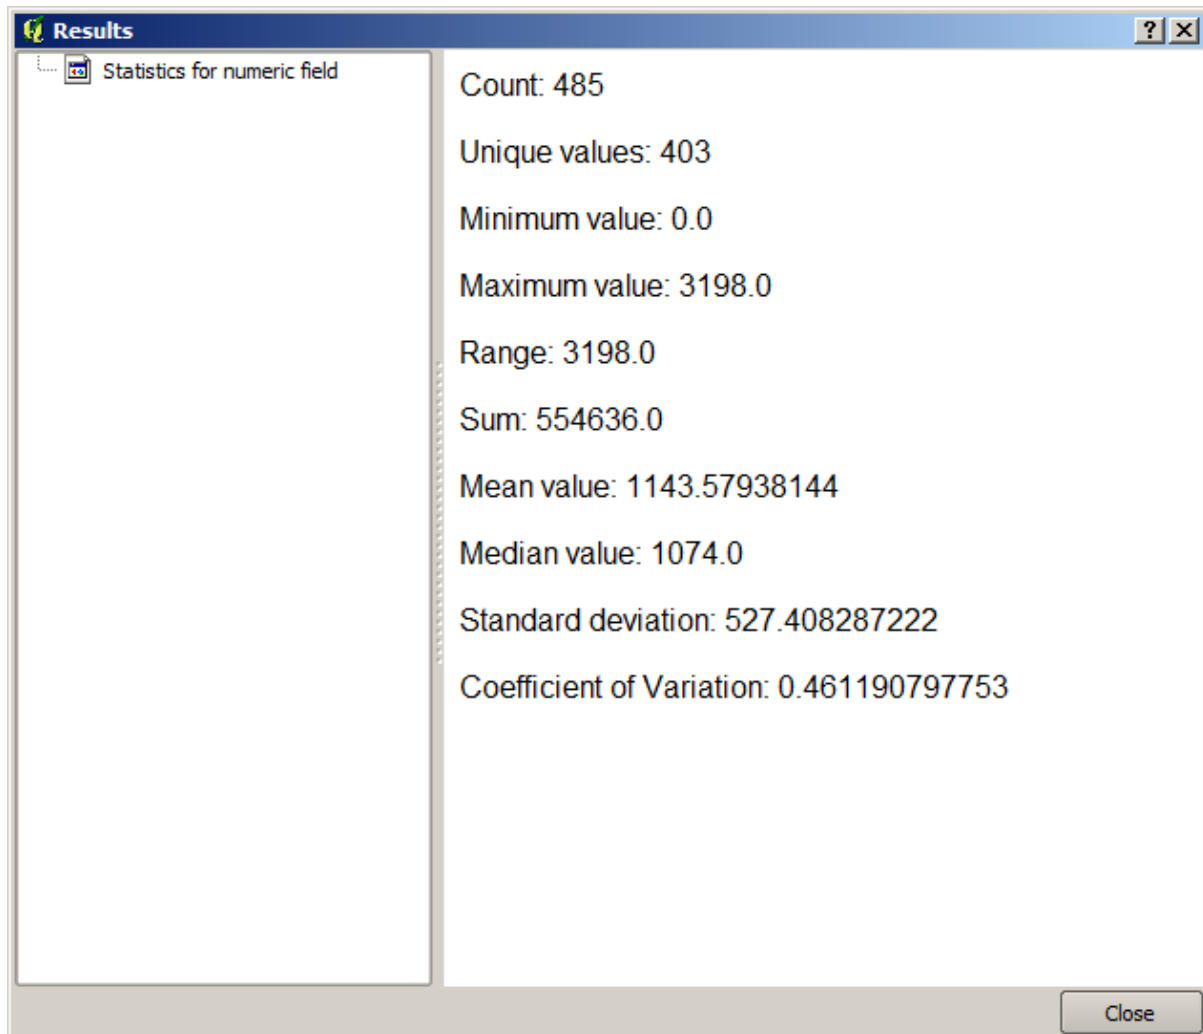 Results
Statistics for numeric field
Count: 485
Unique values: 403
Minimum value: 0.0
Maximum value: 3198.0
Range: 3198.0
Sum: 554636.0
Mean value: 1143.57938144
Median value: 1074.0
Standard deviation: 527.408287222
Coefficient of Variation: 0.461190797753
Close